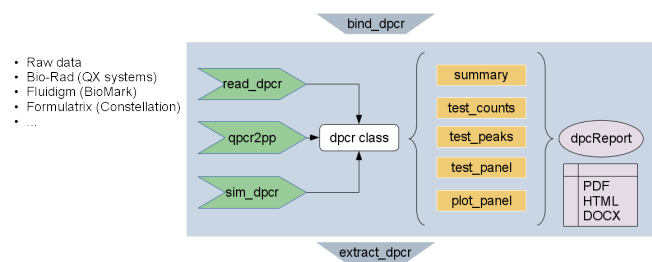 bind_dpcr
• Raw data
• Bio-Rad (QX systems)
• Fluidigm (BioMark)
• Formulatrix (Constellation)
• ...
read_dpcr
qpcr2pp
sim_dpcr
dpcr class
summary
test_counts
test_peaks
test_panel
plot_panel
dpcReport
PDF
HTML
DOCX
extract_dpcr